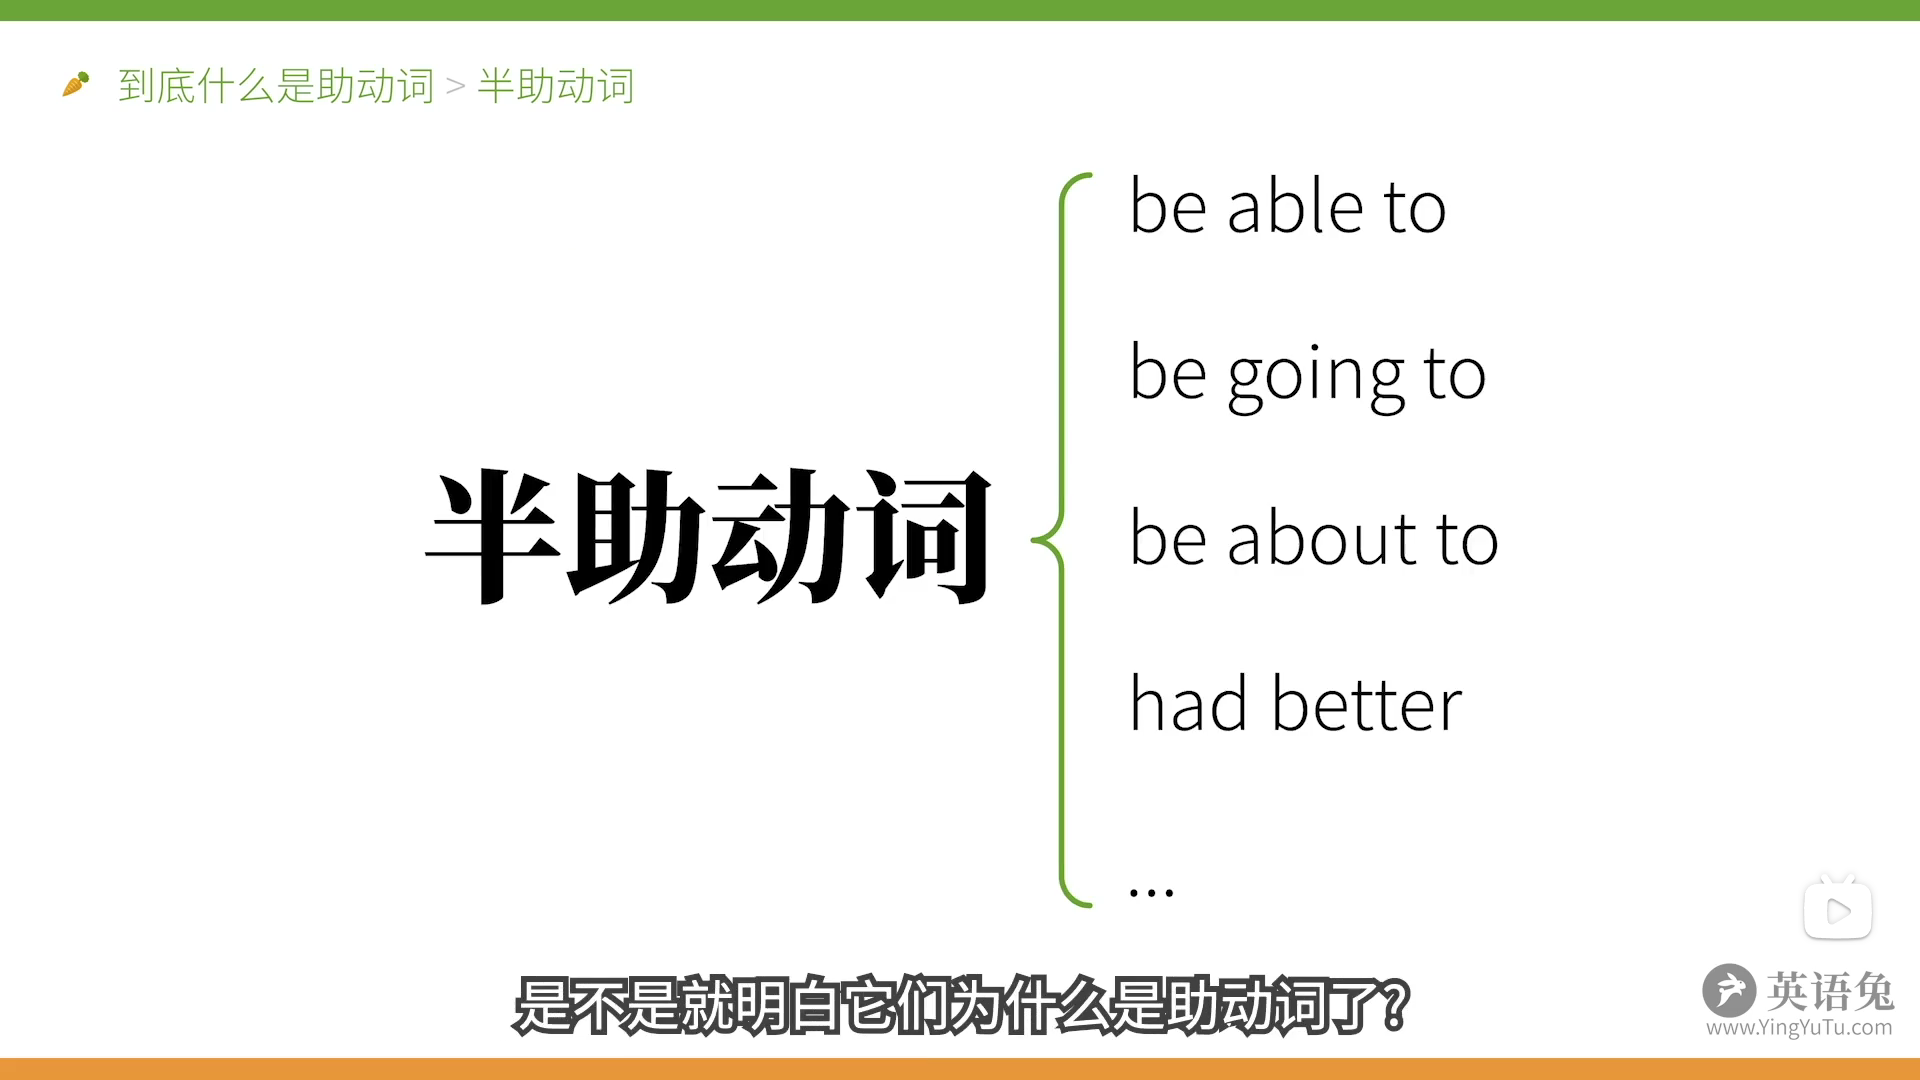 到底什么是助动词 > 半助动词
be able to
be going to
半助动词
be about to
had better
...
是不是就明白它们为什么是助动词了?
英语兔
www.YingYuTu.com